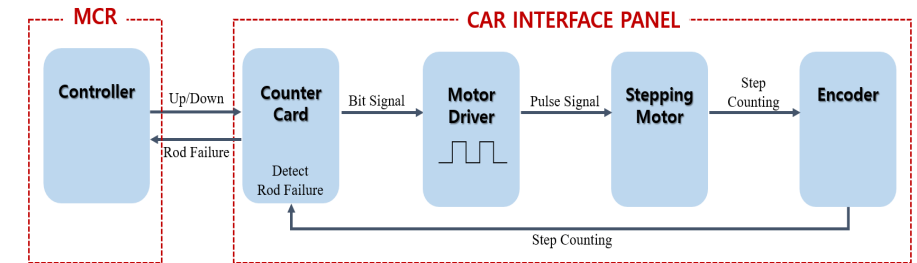 MCR
CAR INTERFACE PANEL
Controller
Up/Down
Rod Failure
Counter
Card
Detect
Rod Failure
Bit Signal
Motor
Driver
Pulse Signal
Stepping
Motor
Step
Counting
Encoder
Step Counting